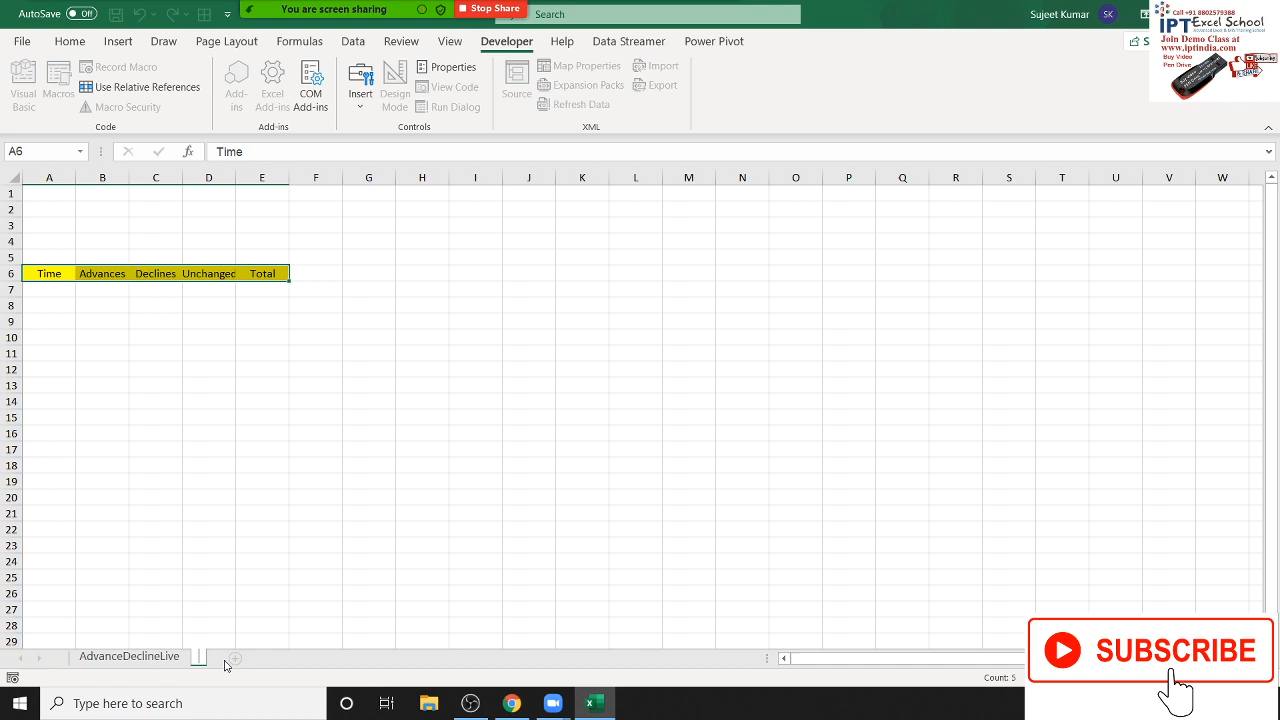 AutoSave Off
You are screen sharing
Stop Share
Search
Sujeet Kumar SK
File Home Insert Draw Page Layout Formulas Data Review View Developer Help Data Streamer Power Pivot
Visual Basic
Macros
Record Macro
Use Relative References
Macro Security
Code
Add-ins
Excel Add-ins
COM Add-ins
Add-ins
Insert
Design Mode
Properties
View Code
Run Dialog
Controls
Source
Map Properties
Expansion Packs
Refresh Data
Import
Export
XML
Call +91 8802579388
IPT Excel School
Join Demo Class at
www.iptindia.com
Buy Video
Pen Drive
A6 fx Time
A B C D E F G H I J K L M N O P Q R S T U V W
1
2
3
4
5
6 Time Advances Declines Unchanged Total
7
8
9
10
11
12
13
14
15
16
17
18
19
20
21
22
23
24
25
26
27
28
29
AdvanceDeclineLive
Count: 5
SUBSCRIBE
Type here to search